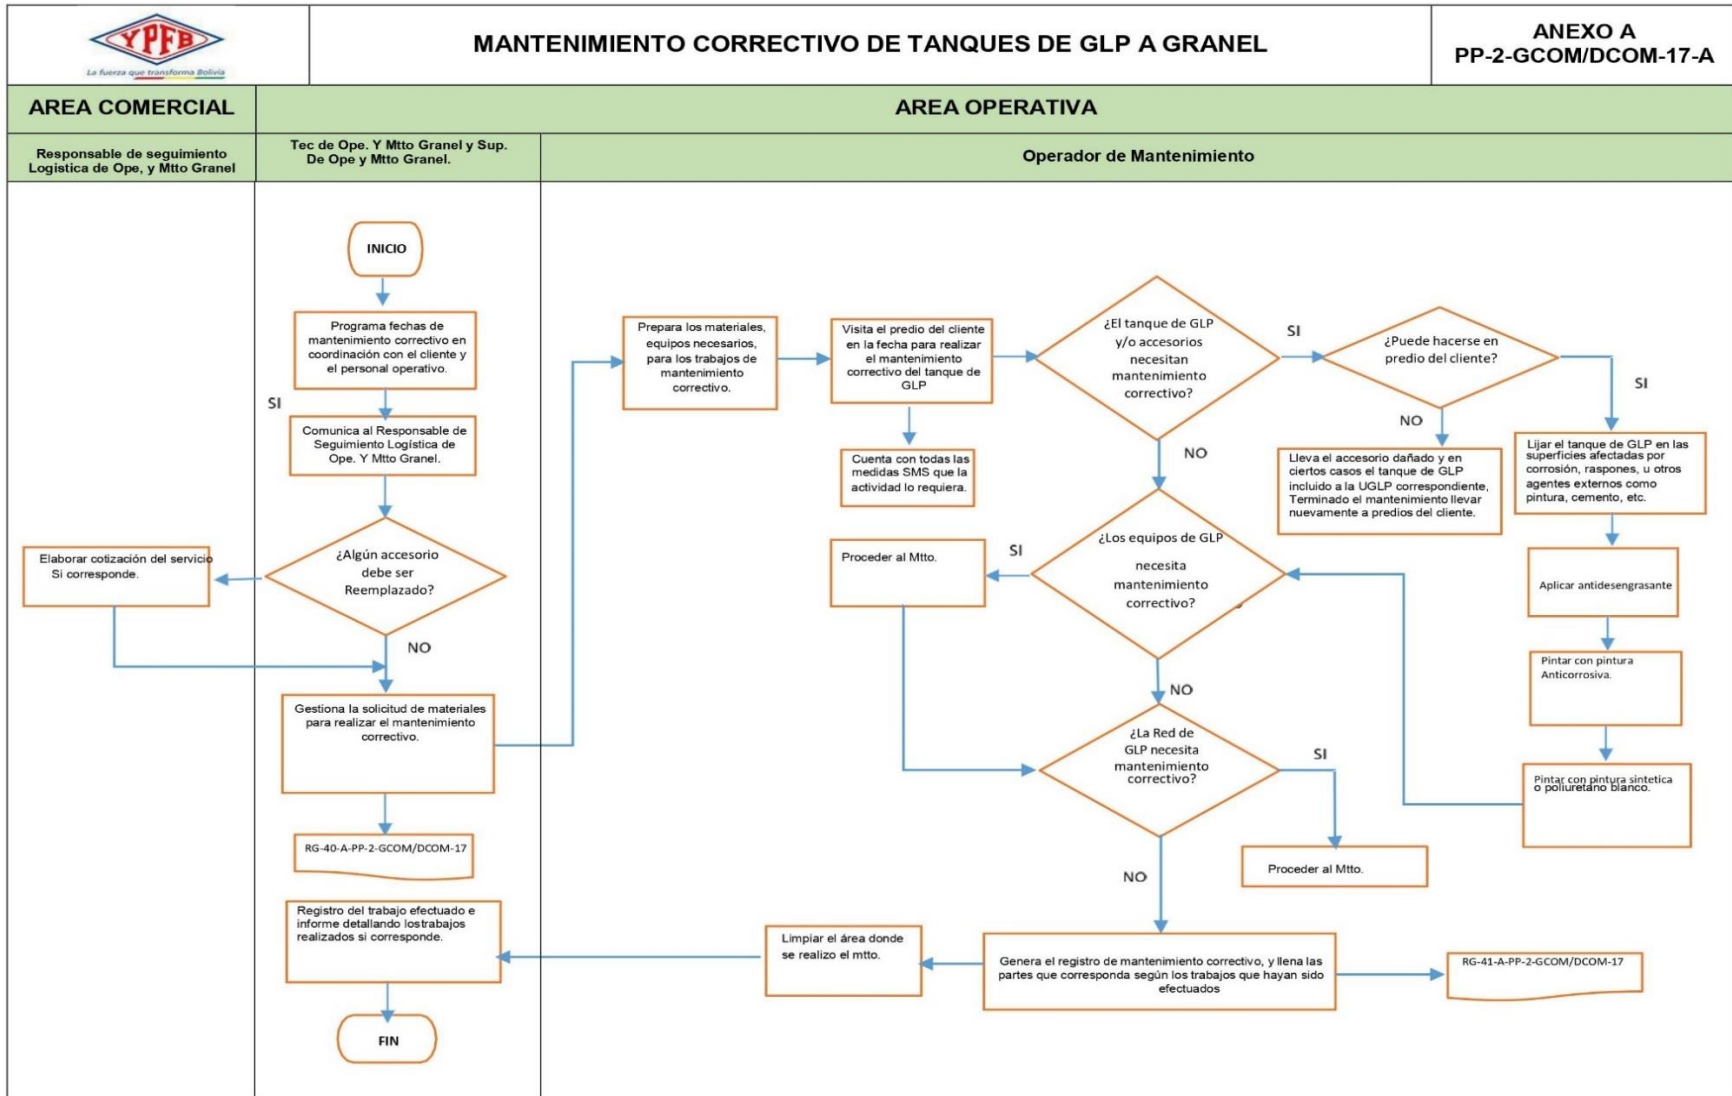 YPFB
La fuerza que transforma Bolivia
MANTENIMIENTO CORRECTIVO DE TANQUES DE GLP A GRANEL
ANEXO A
PP-2-GCOM/DCOM-17-A
AREA COMERCIAL
AREA OPERATIVA
Responsable de seguimiento
Logistica de Ope, y Mtto Granel
Tec de Ope. Y Mtto Granel y Sup.
De Ope y Mtto Granel.
Operador de Mantenimiento
INICIO
Programa fechas de
mantenimiento correctivo en
coordinación con el cliente y
el personal operativo.
SI
Comunica al Responsable de
Seguimiento Logística de
Ope. Y Mtto Granel.
¿Algún accesorio
debe ser
Reemplazado?
Elaborar cotización del servicio
Si corresponde.
NO
Gestiona la solicitud de materiales
para realizar el mantenimiento
correctivo.
RG-40-A-PP-2-GCOM/DCOM-17
Registro del trabajo efectuado e
informe detallando lostrabajos
realizados si corresponde.
FIN
Prepara los materiales,
equipos necesarios,
para los trabajos de
mantenimiento
correctivo.
Visita el predio del cliente
en la fecha para realizar
el mantenimiento
correctivo del tanque de
GLP
Cuenta con todas las
medidas SMS que la
actividad lo requiera.
¿El tanque de GLP
y/o accesorios
necesitan
mantenimiento
correctivo?
SI
NO
¿Puede hacerse en
predio del cliente?
SI
NO
Lleva el accesorio dañado y en
ciertos casos el tanque de GLP
incluido a la UGLP correspondiente,
Terminado el mantenimiento llevar
nuevamente a predios del cliente.
Lijar el tanque de GLP en las
superficies afectadas por
corrosión, raspones, u otros
agentes externos como
pintura, cemento, etc.
Aplicar antidesengrasante
Pintar con pintura
Anticorrosiva.
Pintar con pintura sintetica
o poliuretano blanco.
¿Los equipos de GLP
necesita
mantenimiento
correctivo?
SI
Proceder al Mtto.
NO
¿La Red de
GLP necesita
mantenimiento
correctivo?
SI
Proceder al Mtto.
NO
Genera el registro de mantenimiento correctivo, y llena las
partes que corresponda según los trabajos que hayan sido
efectuados
RG-41-A-PP-2-GCOM/DCOM-17
Limpiar el área donde
se realizo el mtto.